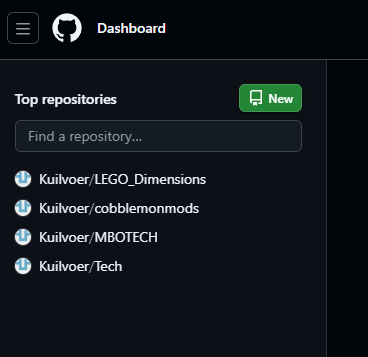 Dashboard
Top repositories
New
Find a repository...
Kuilvoer/LEGO_Dimensions
Kuilvoer/cobblemonmods
Kuilvoer/MBOTECH
Kuilvoer/Tech